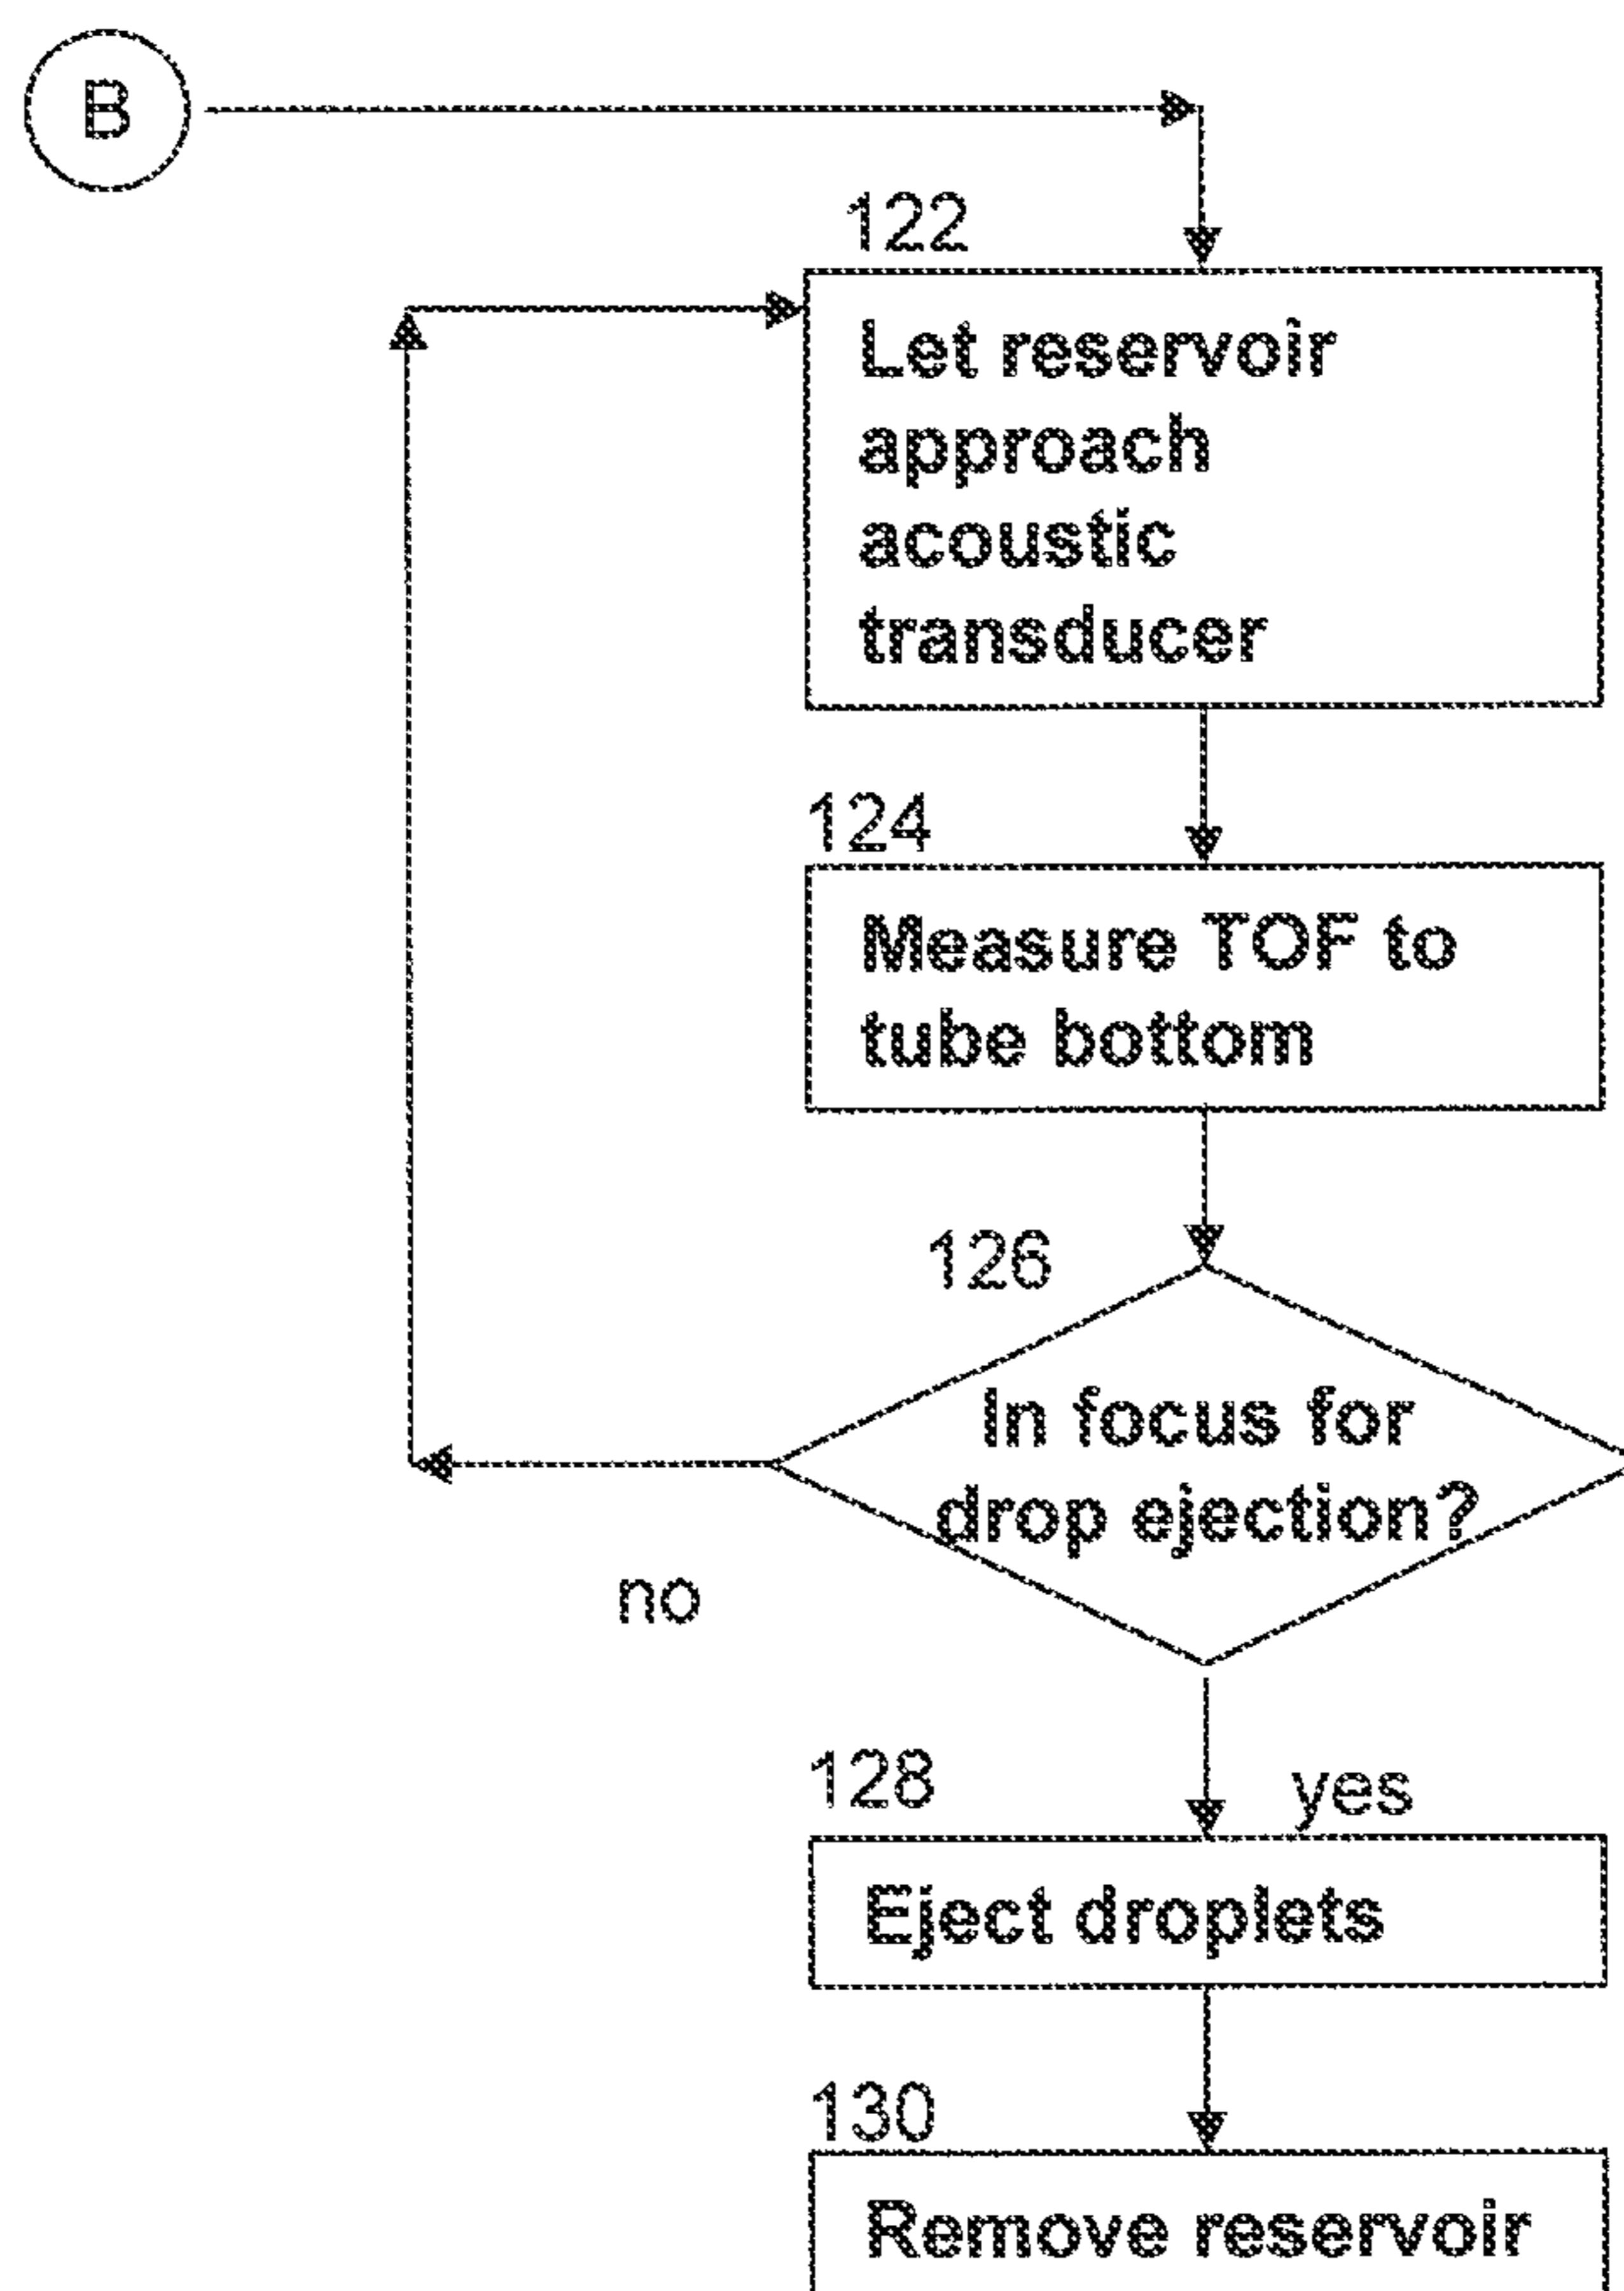 B
122
Let reservoir
approach
acoustic
transducer
124
Measure TOF to
tube bottom
126
In focus for
drop ejection?
no
128
yes
Eject droplets
130
Remove reservoir